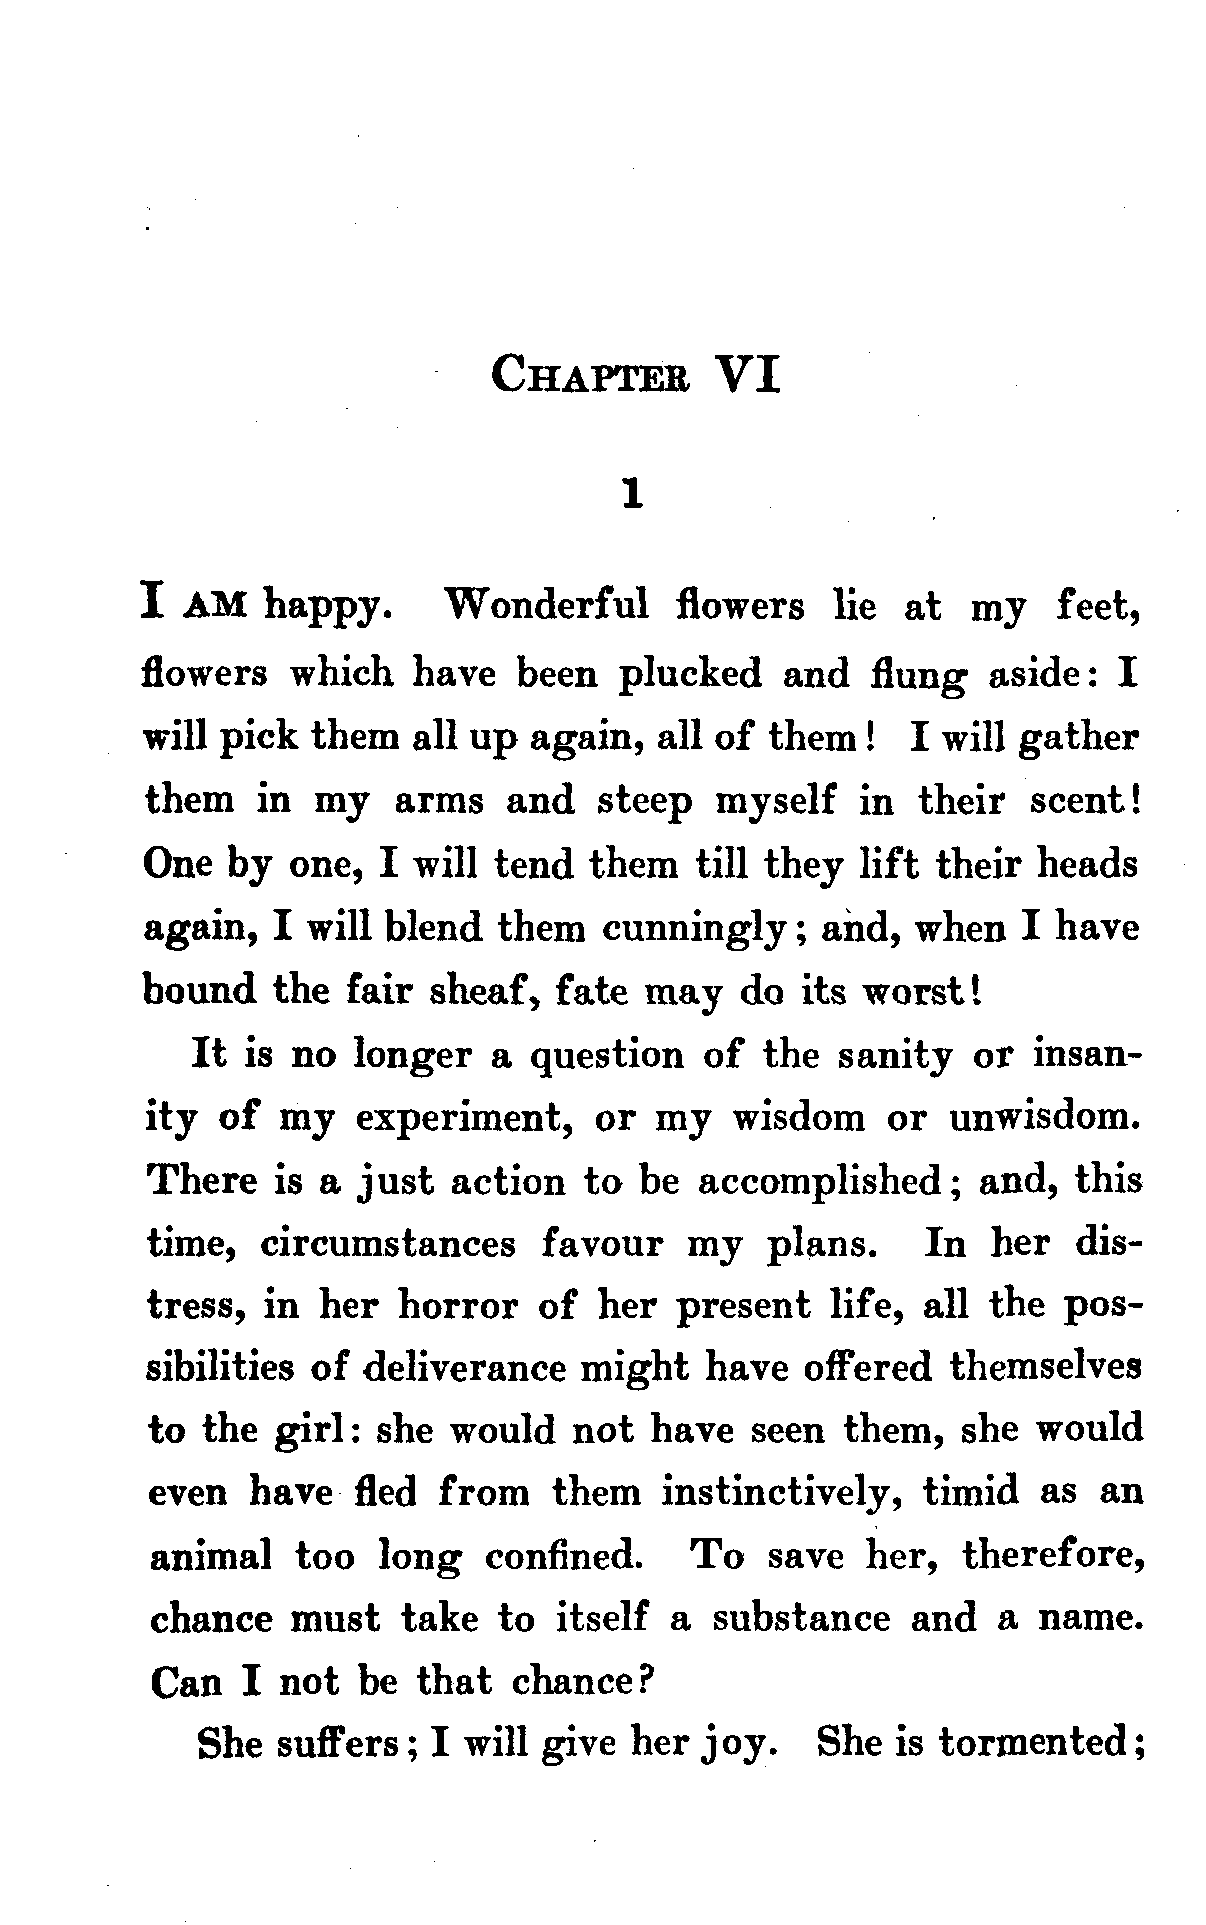 CHAPTER VI
1
I AM happy. Wonderful flowers lie at my feet,
flowers which have been plucked and flung aside: I
will pick them all up again, all of them! I will gather
them in my arms and steep myself in their scent!
One by one, I will tend them till they lift their heads
again, I will blend them cunningly; and, when I have
bound the fair sheaf, fate may do its worst!
It is no longer a question of the sanity or insan-
ity of my experiment, or my wisdom or unwisdom.
There is a just action to be accomplished; and, this
time, circumstances favour my plans. In her dis-
tress, in her horror of her present life, all the pos-
sibilities of deliverance might have offered themselves
to the girl: she would not have seen them, she would
even have fled from them instinctively, timid as an
animal too long confined. To save her, therefore,
chance must take to itself a substance and a name.
Can I not be that chance?
She suffers; I will give her joy. She is tormented;